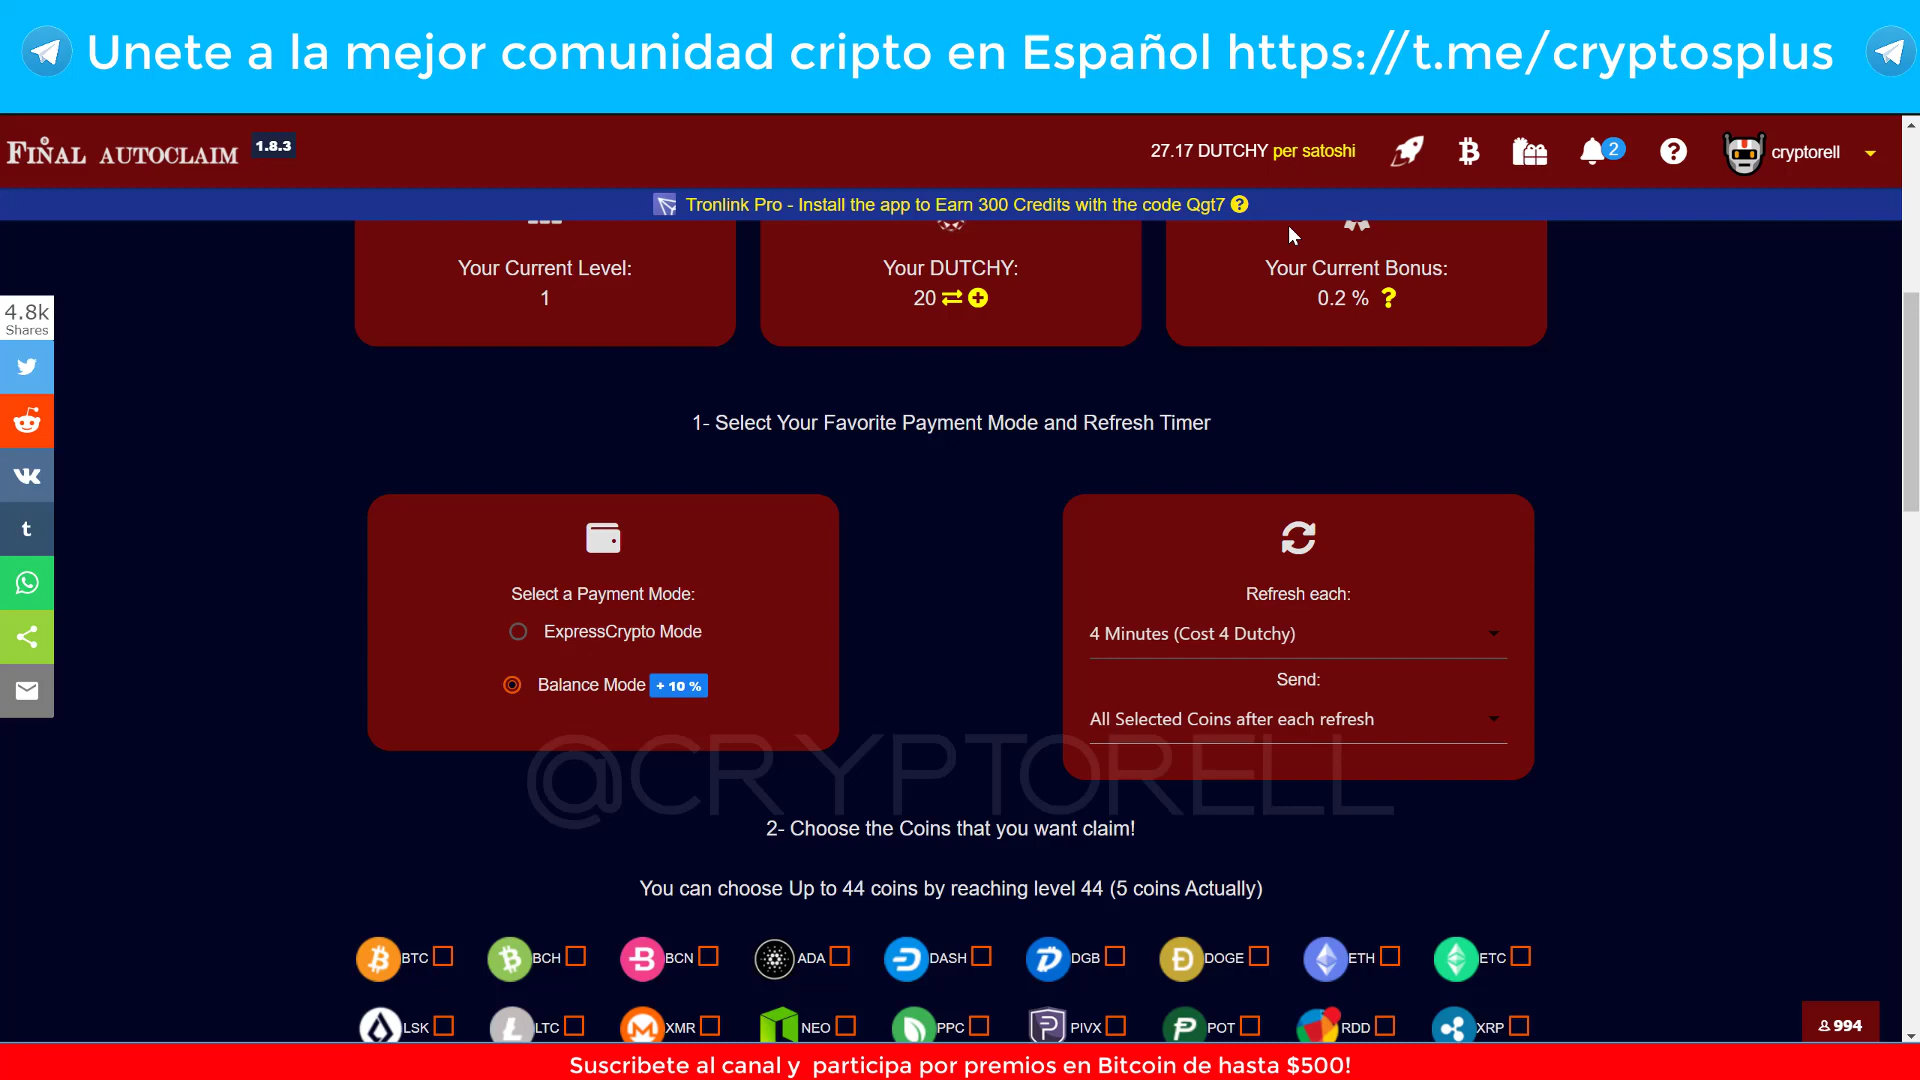 Unete a la mejor comunidad cripto en Español https://t.me/cryptosplus
FINAL AUTOCLAIM 1.8.3
27.17 DUTCHY per satoshi
2
cryptorell
Tronlink Pro - Install the app to Earn 300 Credits with the code Qgt7
Your Current Level:
1
Your DUTCHY:
20
Your Current Bonus:
0.2 %
4.8k
Shares
1- Select Your Favorite Payment Mode and Refresh Timer
Select a Payment Mode:
ExpressCrypto Mode
Balance Mode + 10 %
Refresh each:
4 Minutes (Cost 4 Dutchy)
Send:
All Selected Coins after each refresh
@CRYPTORELL
2- Choose the Coins that you want claim!
You can choose Up to 44 coins by reaching level 44 (5 coins Actually)
BTC BCH BCN ADA DASH DGB DOGE ETH ETC
LSK LTC XMR NEO PPC PIVX POT RDD XRP
994
Suscribete al canal y participa por premios en Bitcoin de hasta $500!